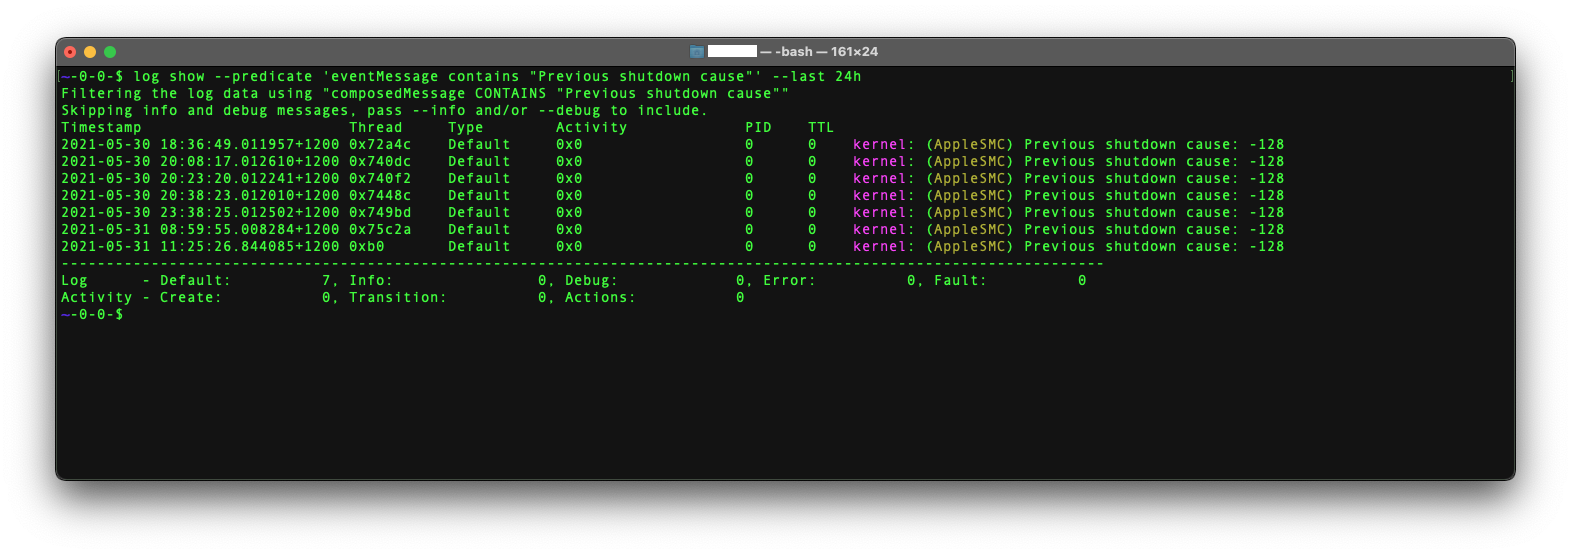 — -bash — 161×24
~-0-0-$ log show --predicate 'eventMessage contains "Previous shutdown cause"' --last 24h
Filtering the log data using "composedMessage CONTAINS "Previous shutdown cause""
Skipping info and debug messages, pass --info and/or --debug to include.
Timestamp                       Thread     Type        Activity             PID    TTL
2021-05-30 18:36:49.011957+1200 0x72a4c    Default     0x0                  0      0    kernel: (AppleSMC) Previous shutdown cause: -128
2021-05-30 20:08:17.012610+1200 0x740dc    Default     0x0                  0      0    kernel: (AppleSMC) Previous shutdown cause: -128
2021-05-30 20:23:20.012241+1200 0x740f2    Default     0x0                  0      0    kernel: (AppleSMC) Previous shutdown cause: -128
2021-05-30 20:38:23.012010+1200 0x7448c    Default     0x0                  0      0    kernel: (AppleSMC) Previous shutdown cause: -128
2021-05-30 23:38:25.012502+1200 0x749bd    Default     0x0                  0      0    kernel: (AppleSMC) Previous shutdown cause: -128
2021-05-31 08:59:55.008284+1200 0x75c2a    Default     0x0                  0      0    kernel: (AppleSMC) Previous shutdown cause: -128
2021-05-31 11:25:26.844085+1200 0xb0       Default     0x0                  0      0    kernel: (AppleSMC) Previous shutdown cause: -128
--------------------------------------------------------------------------------------------------------------------
Log      - Default:          7, Info:                0, Debug:             0, Error:          0, Fault:          0
Activity - Create:           0, Transition:          0, Actions:           0
~-0-0-$